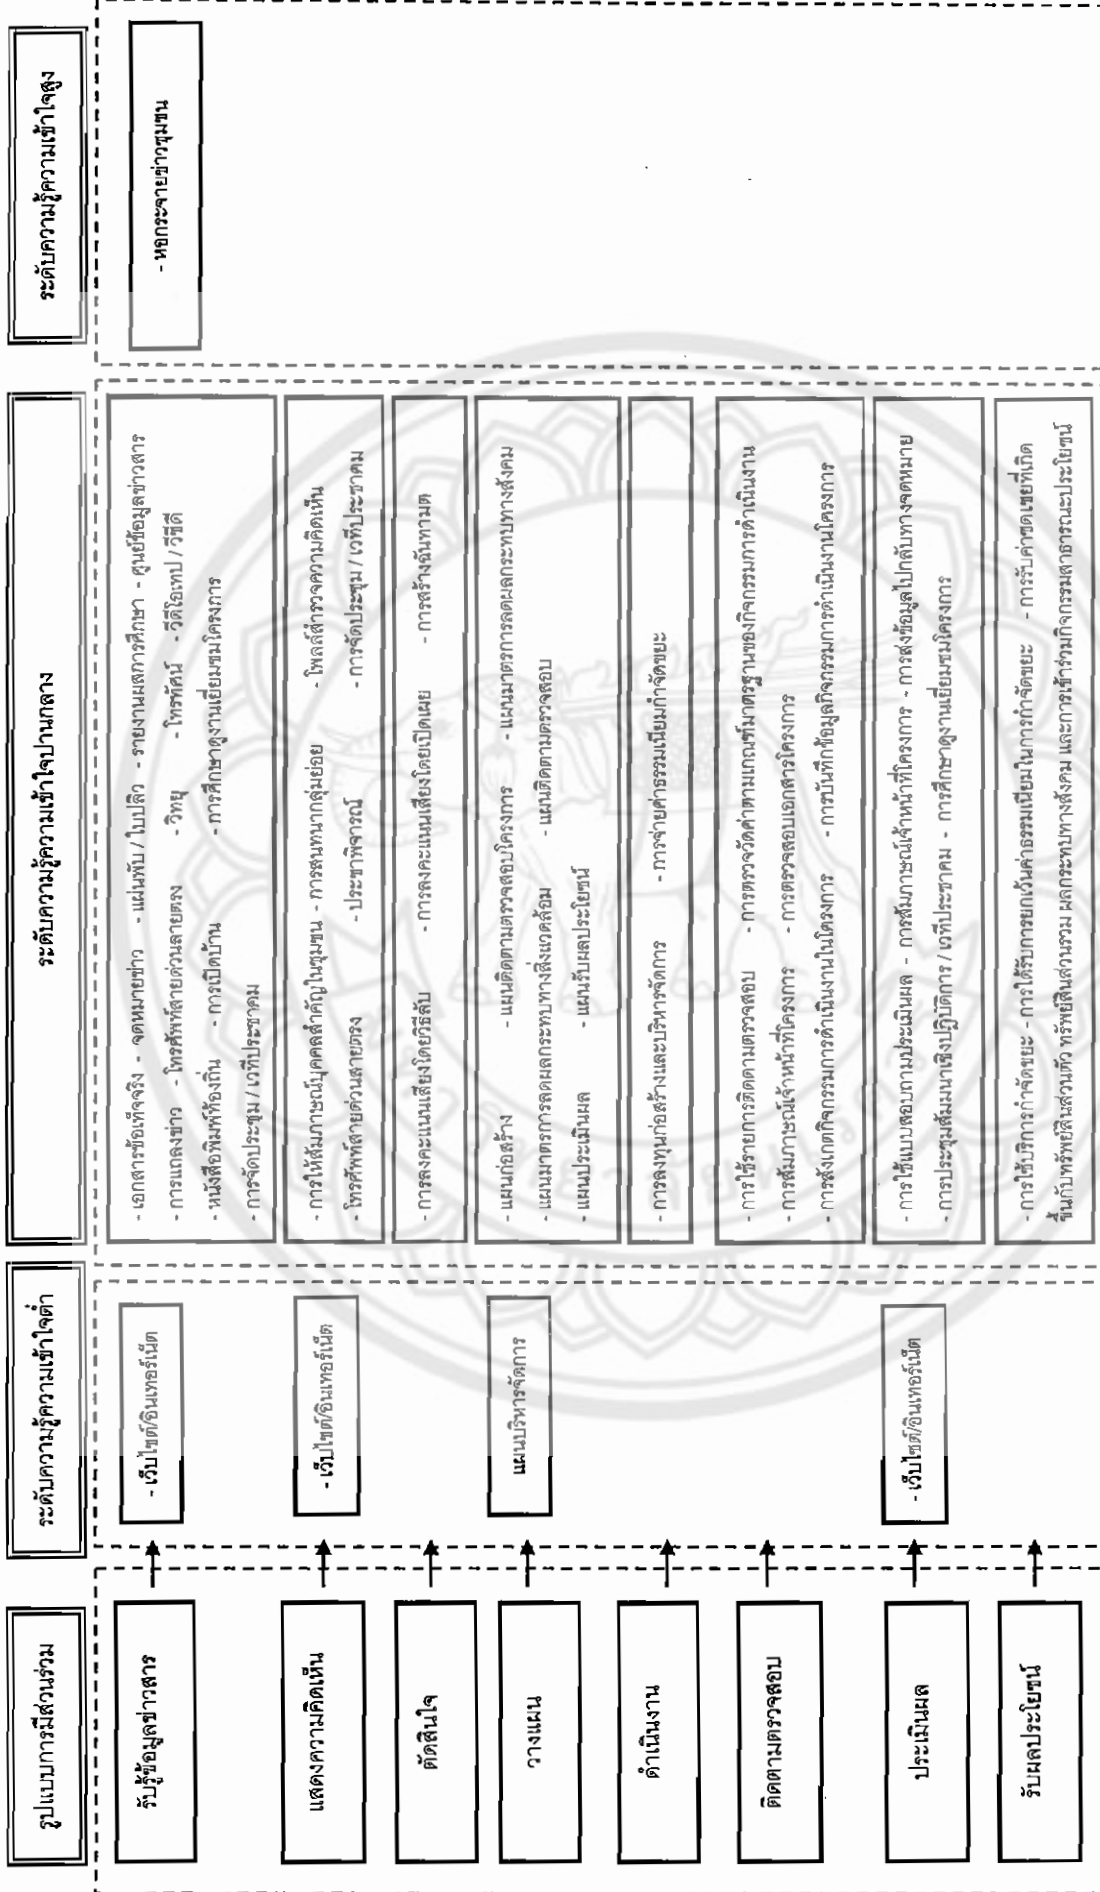 รูปแบบการมีส่วนร่วม
ระดับความรู้ความเข้าใจต่ำ
ระดับความรู้ความเข้าใจปานกลาง
ระดับความรู้ความเข้าใจสูง
รับรู้ข้อมูลข่าวสาร
- เว็บไซต์/อินเทอร์เน็ต
- เอกสารข้อเท็จจริง - จดหมายข่าว - แผ่นพับ / ใบปลิว - รายงานผลการศึกษา - ศูนย์ข้อมูลข่าวสาร
- การแถลงข่าว - โทรศัพท์สายด่วนสายตรง - วิทยุ - โทรทัศน์ - วีดีโอเทป / วีซีดี
- หนังสือพิมพ์ท้องถิ่น - การเปิดบ้าน - การศึกษาดูงานเยี่ยมชมโครงการ
- การจัดประชุม / เวทีประชาคม
- หอกระจายข่าวชุมชน
แสดงความคิดเห็น
- เว็บไซต์/อินเทอร์เน็ต
- การให้สัมภาษณ์บุคคลสำคัญในชุมชน - การสนทนากลุ่มย่อย - โพลล์สำรวจความคิดเห็น
- โทรศัพท์สายด่วนสายตรง - ประชาพิจารณ์ - การจัดประชุม / เวทีประชาคม
ตัดสินใจ
- การลงคะแนนเสียงโดยวิธีลับ - การลงคะแนนเสียงโดยเปิดเผย - การสร้างฉันทามติ
วางแผน
แผนบริหารจัดการ
- แผนก่อสร้าง - แผนติดตามตรวจสอบโครงการ - แผนมาตรการลดผลกระทบทางสังคม
- แผนมาตรการลดผลกระทบทางสิ่งแวดล้อม - แผนติดตามตรวจสอบ
- แผนประเมินผล - แผนรับผลประโยชน์
ดำเนินงาน
- การลงทุนก่อสร้างและบริหารจัดการ - การจ่ายค่าธรรมเนียมกำจัดขยะ
ติดตามตรวจสอบ
- การใช้รายการติดตามตรวจสอบ - การตรวจวัดค่าตามเกณฑ์มาตรฐานของกิจกรรมการดำเนินงาน
- การสัมภาษณ์เจ้าหน้าที่โครงการ - การตรวจสอบเอกสารโครงการ
- การสังเกตกิจกรรมการดำเนินงานในโครงการ - การบันทึกข้อมูลกิจกรรมการดำเนินงานโครงการ
ประเมินผล
- เว็บไซต์/อินเทอร์เน็ต
- การใช้แบบสอบถามประเมินผล - การสัมภาษณ์เจ้าหน้าที่โครงการ - การส่งข้อมูลไปกลับทางจดหมาย
- การประชุมสัมมนาเชิงปฏิบัติการ / เวทีประชาคม - การศึกษาดูงานเยี่ยมชมโครงการ
รับผลประโยชน์
- การใช้บริการกำจัดขยะ - การได้รับการยกเว้นค่าธรรมเนียมในการกำจัดขยะ - การรับค่าชดเชยที่เกิด
ขึ้นกับทรัพย์สินส่วนตัว ทรัพย์สินส่วนรวม ผลกระทบทางสังคม และการเข้าร่วมกิจกรรมสาธารณะประโยชน์